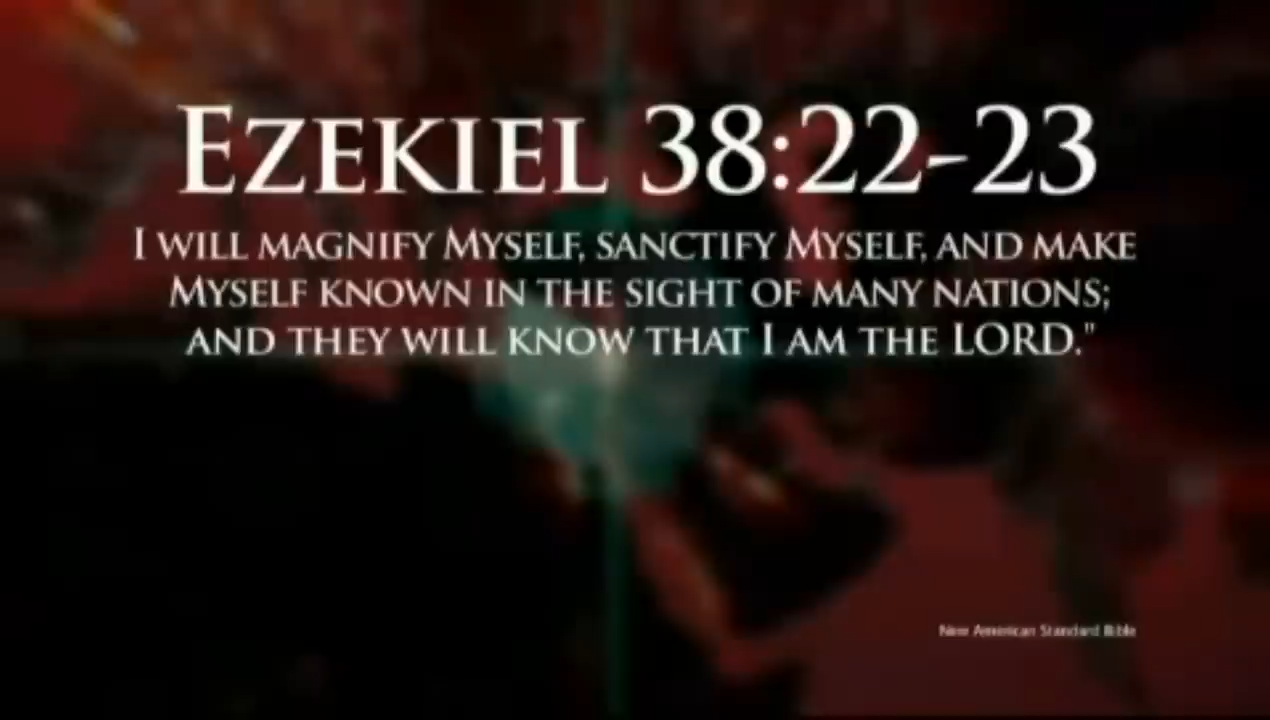 EZEKIEL 38:22-23
I WILL MAGNIFY MYSELF, SANCTIFY MYSELF, AND MAKE
MYSELF KNOWN IN THE SIGHT OF MANY NATIONS;
AND THEY WILL KNOW THAT I AM THE LORD."
New American Standard Bible